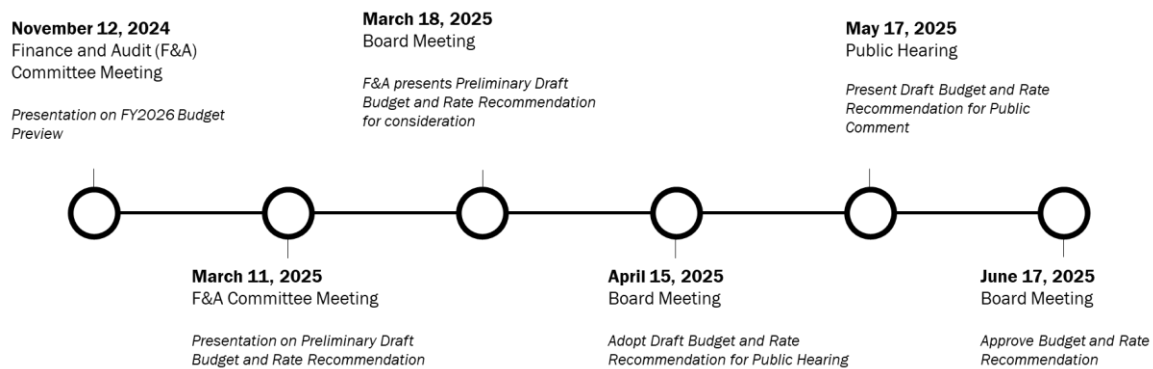 November 12, 2024
Finance and Audit (F&A)
Committee Meeting
Presentation on FY2026 Budget
Preview
March 11, 2025
F&A Committee Meeting
Presentation on Preliminary Draft
Budget and Rate Recommendation
March 18, 2025
Board Meeting
F&A presents Preliminary Draft
Budget and Rate Recommendation
for consideration
April 15, 2025
Board Meeting
Adopt Draft Budget and Rate
Recommendation for Public Hearing
May 17, 2025
Public Hearing
Present Draft Budget and Rate
Recommendation for Public
Comment
June 17, 2025
Board Meeting
Approve Budget and Rate
Recommendation